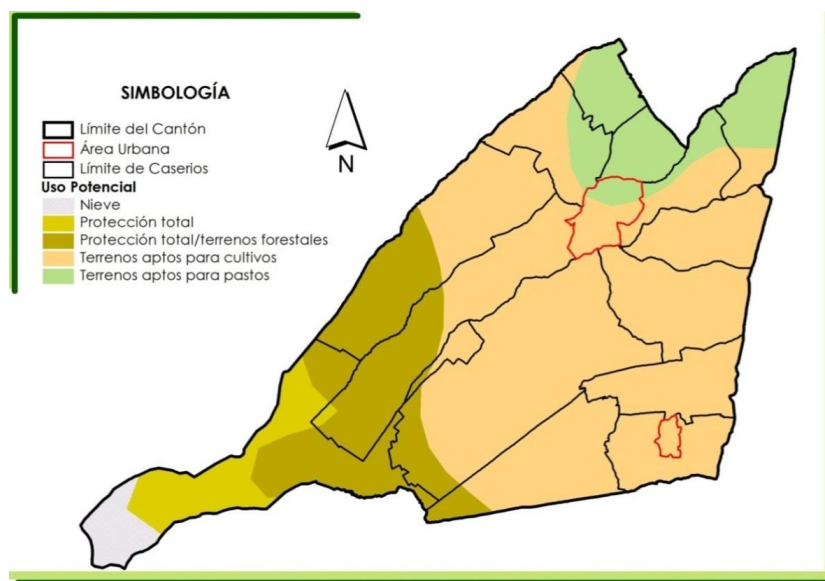 SIMBOLOGÍA
Límite del Cantón
Área Urbana
Límite de Caserios
Uso Potencial
Nieve
Protección total
Protección total/terrenos forestales
Terrenos aptos para cultivos
Terrenos aptos para pastos
N